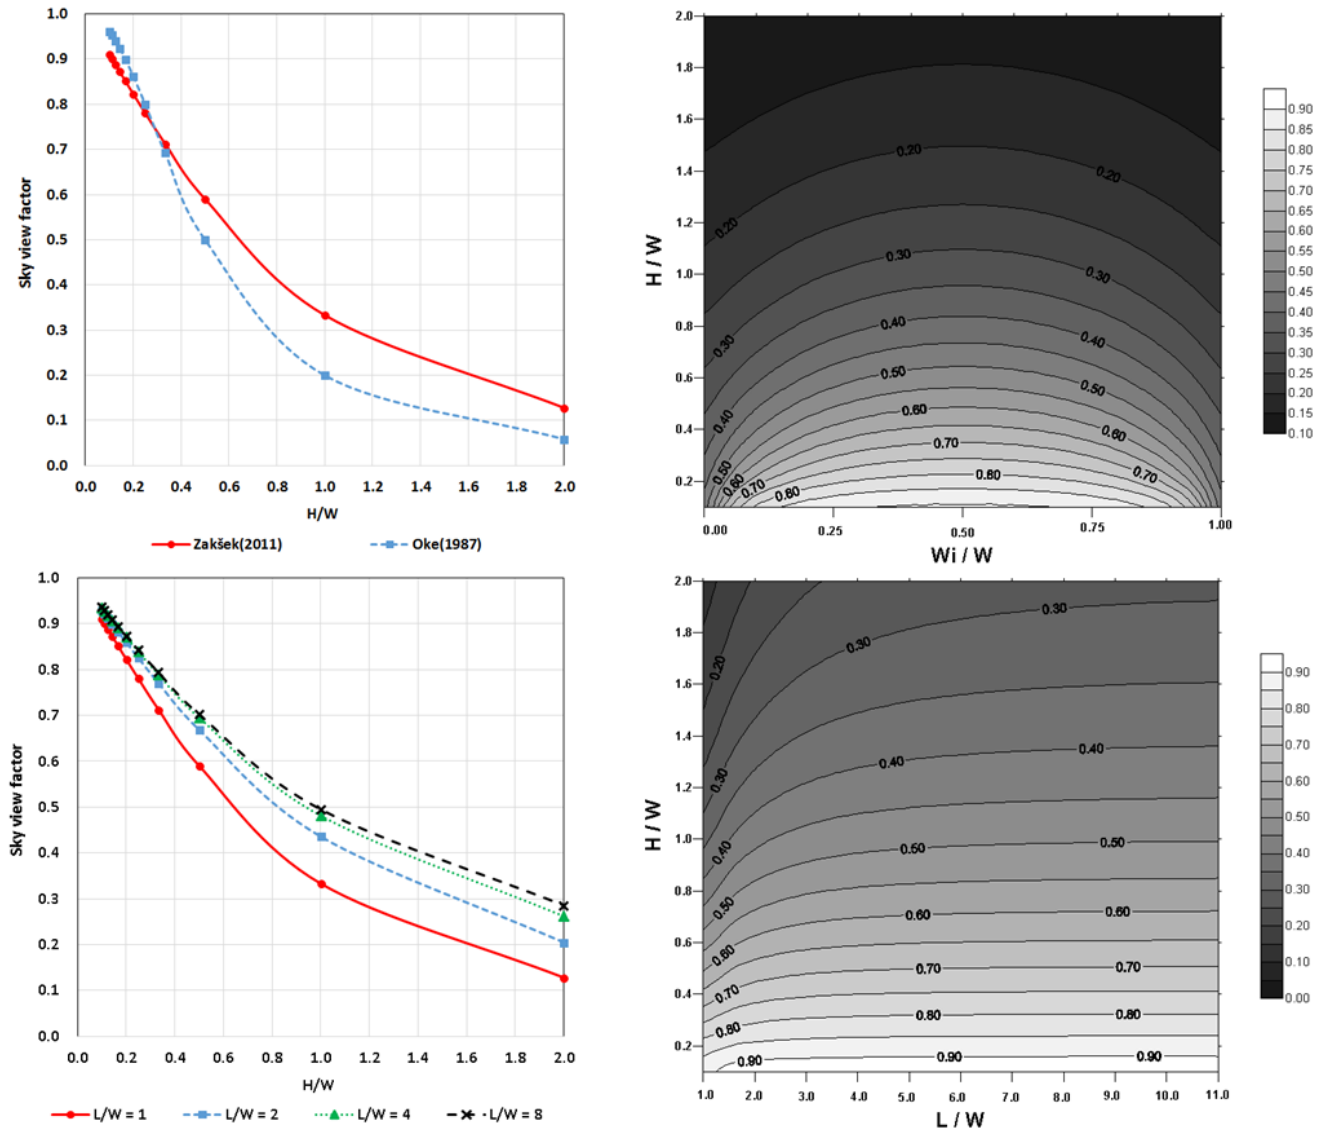 1.0
0.9
0.8
0.7
0.6
0.5
0.4
0.3
0.2
0.1
0.0
Sky view factor
0.0 0.2 0.4 0.6 0.8 1.0 1.2 1.4 1.6 1.8 2.0
H/W
Zakšek(2011) Oke(1987)
2.0
1.8
1.6
1.4
1.2
1.0
0.8
0.6
0.4
0.2
H / W
0.20 0.20 0.20
0.30 0.30 0.30
0.40 0.40 0.40
0.50 0.50 0.50
0.60 0.60 0.60
0.70 0.70 0.70
0.80 0.80
0.00 0.25 0.50 0.75 1.00
Wi / W
0.90
0.85
0.80
0.75
0.70
0.65
0.60
0.55
0.50
0.45
0.40
0.35
0.30
0.25
0.20
0.15
0.10
1.0
0.9
0.8
0.7
0.6
0.5
0.4
0.3
0.2
0.1
0.0
Sky view factor
0.0 0.2 0.4 0.6 0.8 1.0 1.2 1.4 1.6 1.8 2.0
H/W
L/W = 1 L/W = 2 L/W = 4 L/W = 8
2.0
1.8
1.6
1.4
1.2
1.0
0.8
0.6
0.4
0.2
H / W
0.20
0.30 0.30 0.30
0.40 0.40 0.40
0.50 0.50 0.50
0.60 0.60 0.60
0.70 0.70 0.70
0.80 0.80 0.80
0.90 0.90 0.90
1.0 2.0 3.0 4.0 5.0 6.0 7.0 8.0 9.0 10.0 11.0
L / W
0.90
0.80
0.70
0.60
0.50
0.40
0.30
0.20
0.10
0.00